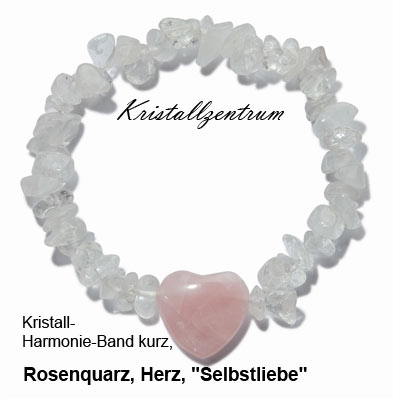 Kristallzentrum
Kristall-
Harmonie-Band kurz,
Rosenquarz, Herz, "Selbstliebe"